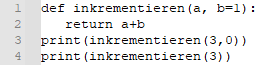 1 def inkrementieren(a, b=1):
2     return a+b
3 print(inkrementieren(3,0))
4 print(inkrementieren(3))